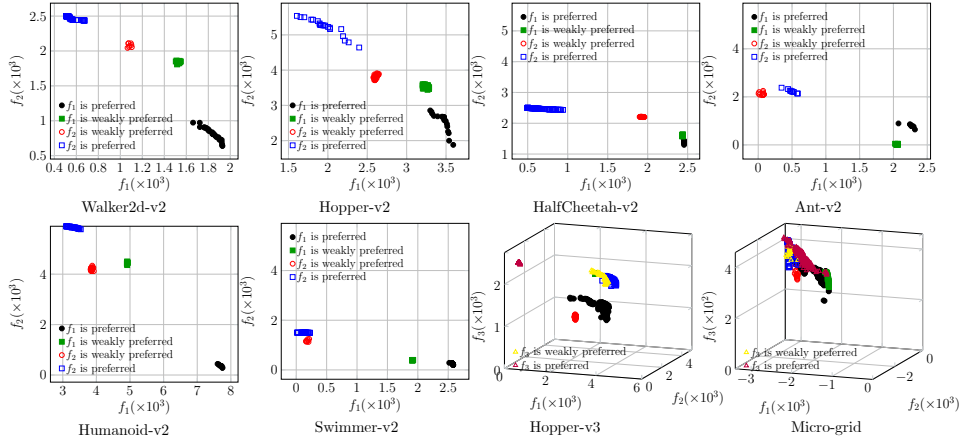 2.5
2
1.5
1
0.5
f₂(×10³)
f₁ is preferred
f₁ is weakly preferred
f₂ is weakly preferred
f₂ is preferred
0.4 0.6 0.8 1 1.2 1.4 1.6 1.8 2
f₁(×10³)
Walker2d-v2
5
4
3
2
f₂(×10³)
f₁ is preferred
f₁ is weakly preferred
f₂ is weakly preferred
f₂ is preferred
1.5 2 2.5 3 3.5
f₁(×10³)
Hopper-v2
5
4
3
2
1
f₂(×10³)
f₁ is preferred
f₁ is weakly preferred
f₂ is weakly preferred
f₂ is preferred
0.5 1 1.5 2 2.5
f₁(×10³)
HalfCheetah-v2
4
2
0
f₂(×10³)
f₁ is preferred
f₁ is weakly preferred
f₂ is weakly preferred
f₂ is preferred
0 0.5 1 1.5 2 2.5
f₁(×10³)
Ant-v2
4
2
0
f₂(×10³)
f₁ is preferred
f₁ is weakly preferred
f₂ is weakly preferred
f₂ is preferred
3 4 5 6 7 8
f₁(×10³)
Humanoid-v2
4
2
0
f₂(×10³)
f₁ is preferred
f₁ is weakly preferred
f₂ is weakly preferred
f₂ is preferred
0 0.5 1 1.5 2 2.5
f₁(×10³)
Swimmer-v2
2
1
0
f₃(×10³)
f₂ is weakly preferred
f₃ is preferred
0 2 4 6
f₁(×10³)
0 2 4
f₂(×10³)
Hopper-v3
4
2
0
f₃(×10²)
f₂ is weakly preferred
f₃ is preferred
−3 −2 −1 0
f₁(×10³)
−2 0
f₂(×10³)
Micro-grid